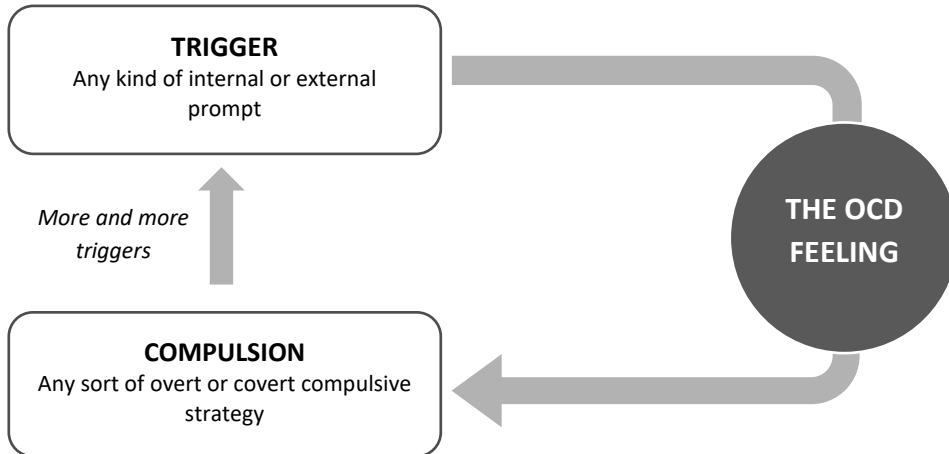 TRIGGER
Any kind of internal or external
prompt
More and more
triggers
THE OCD
FEELING
COMPULSION
Any sort of overt or covert compulsive
strategy